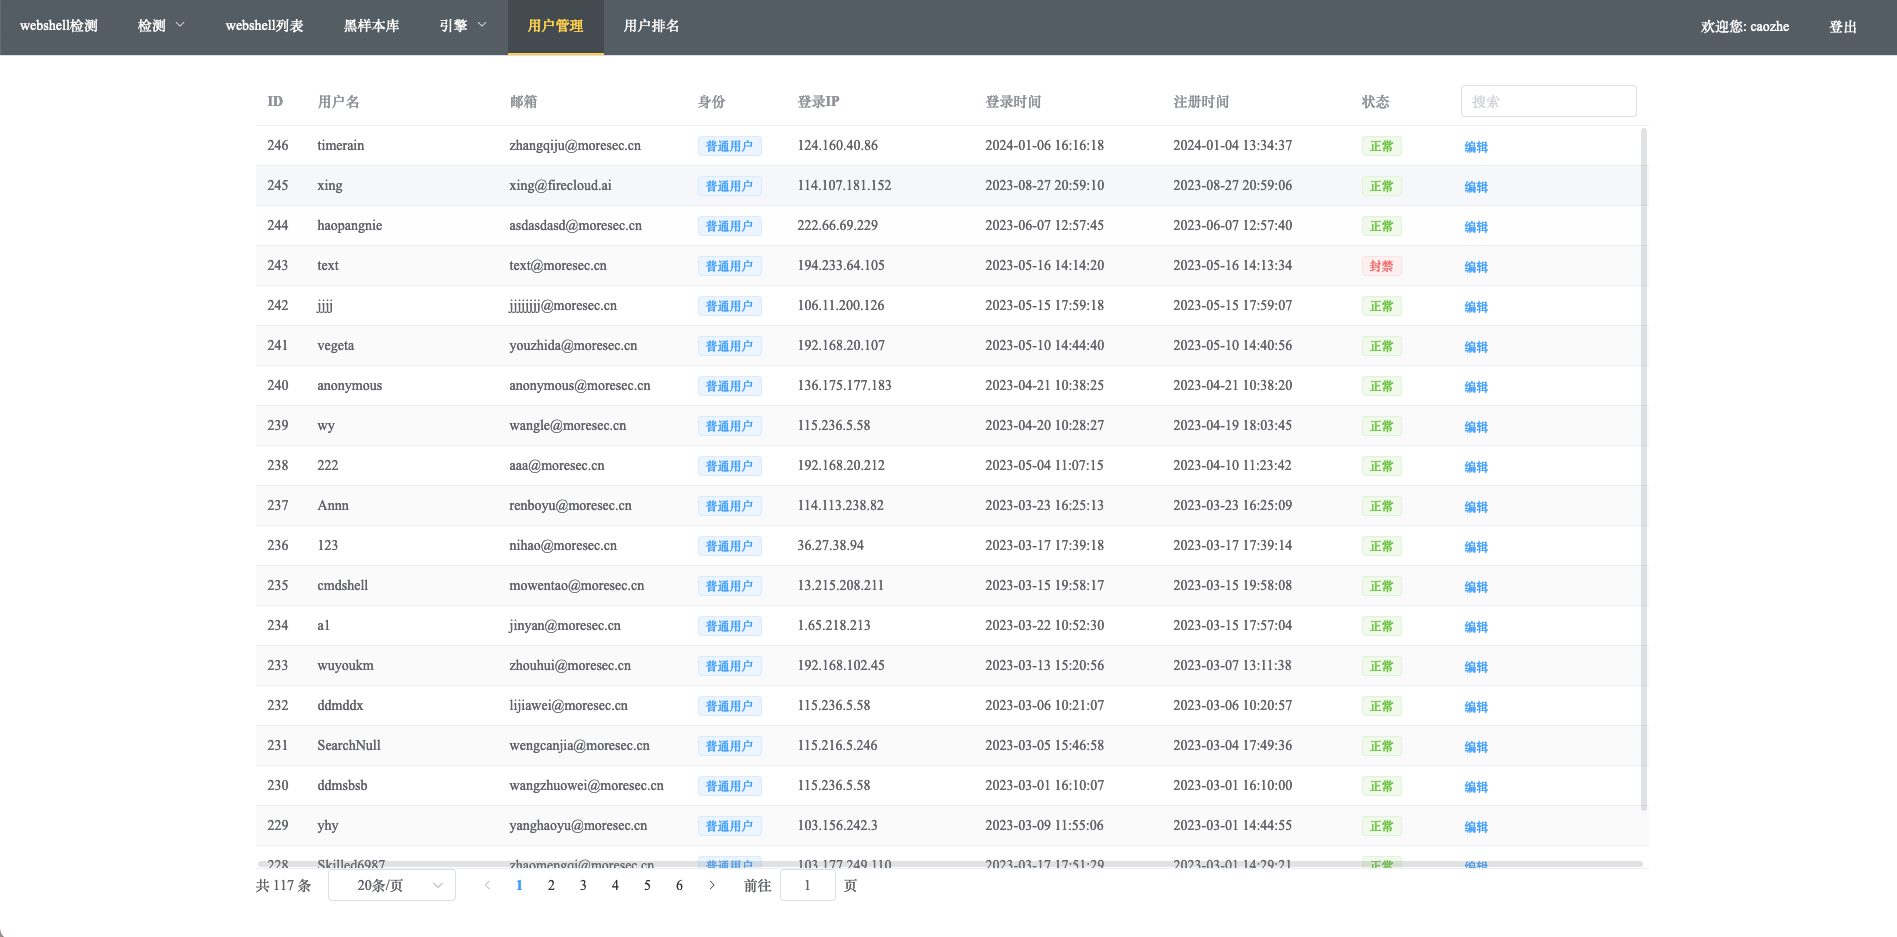 webshell检测 检测 webshell列表 黑样本库 引擎 用户管理 用户排名 欢迎您: caozhe 登出
ID 用户名 邮箱 身份 登录IP 登录时间 注册时间 状态 搜索
246 timerain zhangqiju@moresec.cn 普通用户 124.160.40.86 2024-01-06 16:16:18 2024-01-04 13:34:37 正常 编辑
245 xing xing@firecloud.ai 普通用户 114.107.181.152 2023-08-27 20:59:10 2023-08-27 20:59:06 正常 编辑
244 haopangnie asdasdasd@moresec.cn 普通用户 222.66.69.229 2023-06-07 12:57:45 2023-06-07 12:57:40 正常 编辑
243 text text@moresec.cn 普通用户 194.233.64.105 2023-05-16 14:14:20 2023-05-16 14:13:34 封禁 编辑
242 jjjj jjjjjjjj@moresec.cn 普通用户 106.11.200.126 2023-05-15 17:59:18 2023-05-15 17:59:07 正常 编辑
241 vegeta youzhida@moresec.cn 普通用户 192.168.20.107 2023-05-10 14:44:40 2023-05-10 14:40:56 正常 编辑
240 anonymous anonymous@moresec.cn 普通用户 136.175.177.183 2023-04-21 10:38:25 2023-04-21 10:38:20 正常 编辑
239 wy wangle@moresec.cn 普通用户 115.236.5.58 2023-04-20 10:28:27 2023-04-19 18:03:45 正常 编辑
238 222 aaa@moresec.cn 普通用户 192.168.20.212 2023-05-04 11:07:15 2023-04-10 11:23:42 正常 编辑
237 Annn renboyu@moresec.cn 普通用户 114.113.238.82 2023-03-23 16:25:13 2023-03-23 16:25:09 正常 编辑
236 123 nihao@moresec.cn 普通用户 36.27.38.94 2023-03-17 17:39:18 2023-03-17 17:39:14 正常 编辑
235 cmdshell mowentao@moresec.cn 普通用户 13.215.208.211 2023-03-15 19:58:17 2023-03-15 19:58:08 正常 编辑
234 a1 jinyan@moresec.cn 普通用户 1.65.218.213 2023-03-22 10:52:30 2023-03-15 17:57:04 正常 编辑
233 wuyoukm zhouhui@moresec.cn 普通用户 192.168.102.45 2023-03-13 15:20:56 2023-03-07 13:11:38 正常 编辑
232 ddmddx lijiawei@moresec.cn 普通用户 115.236.5.58 2023-03-06 10:21:07 2023-03-06 10:20:57 正常 编辑
231 SearchNull wengcanjia@moresec.cn 普通用户 115.216.5.246 2023-03-05 15:46:58 2023-03-04 17:49:36 正常 编辑
230 ddmsbsb wangzhuowei@moresec.cn 普通用户 115.236.5.58 2023-03-01 16:10:07 2023-03-01 16:10:00 正常 编辑
229 yhy yanghaoyu@moresec.cn 普通用户 103.156.242.3 2023-03-09 11:55:06 2023-03-01 14:44:55 正常 编辑
228 Skilled6987 zhaomengqi@moresec.cn 普通用户 103.177.249.110 2023-03-17 17:51:29 2023-03-01 14:29:21 正常 编辑
共 117 条 20条/页 1 2 3 4 5 6 前往 1 页